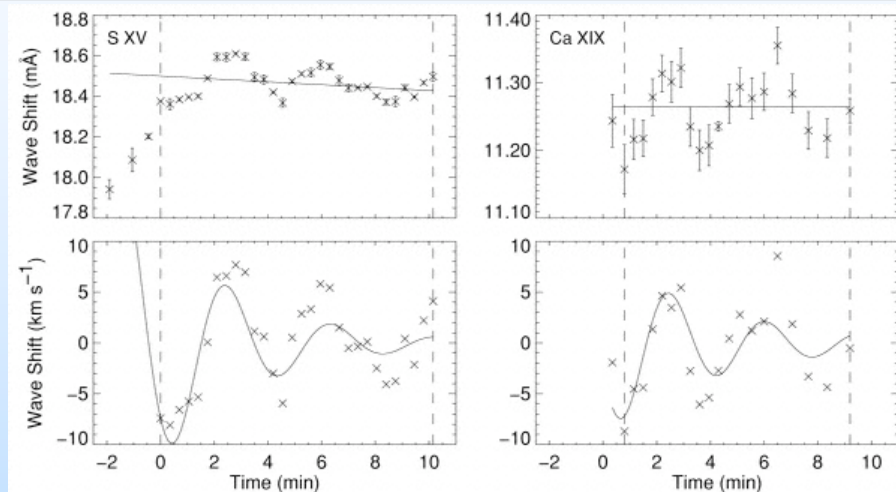 S XV
Wave Shift (mÅ)
18.8
18.6
18.4
18.2
18.0
17.8
Ca XIX
11.40
11.30
11.20
11.10
Wave Shift (km s⁻¹)
10
5
0
−5
−10
−2 0 2 4 6 8 10
Time (min)
10
5
0
−5
−10
−2 0 2 4 6 8 10
Time (min)